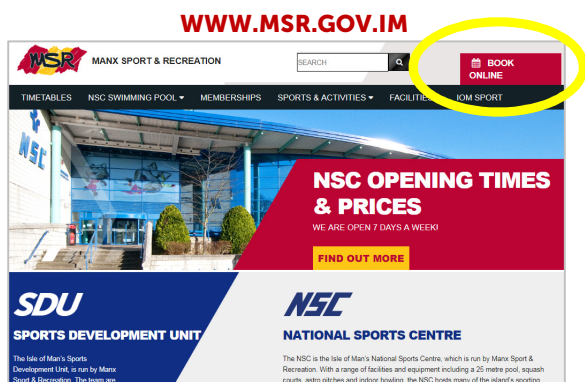 WWW.MSR.GOV.IM
MSR
MANX SPORT & RECREATION
SEARCH
BOOK
ONLINE
TIMETABLES NSC SWIMMING POOL MEMBERSHIPS SPORTS & ACTIVITIES FACILITIES IOM SPORT
NSC
NSC OPENING TIMES
& PRICES
WE ARE OPEN 7 DAYS A WEEK!
FIND OUT MORE
SDU
SPORTS DEVELOPMENT UNIT
The Isle of Man's Sports
Development Unit, is run by Manx
Sport & Recreation. The team are
NSC
NATIONAL SPORTS CENTRE
The NSC is the Isle of Man's National Sports Centre, which is run by Manx Sport &
Recreation. With a range of facilities and equipment including a 25 metre pool, squash
courts, astro pitches and indoor bowling, the NSC hosts many of the island's sporting